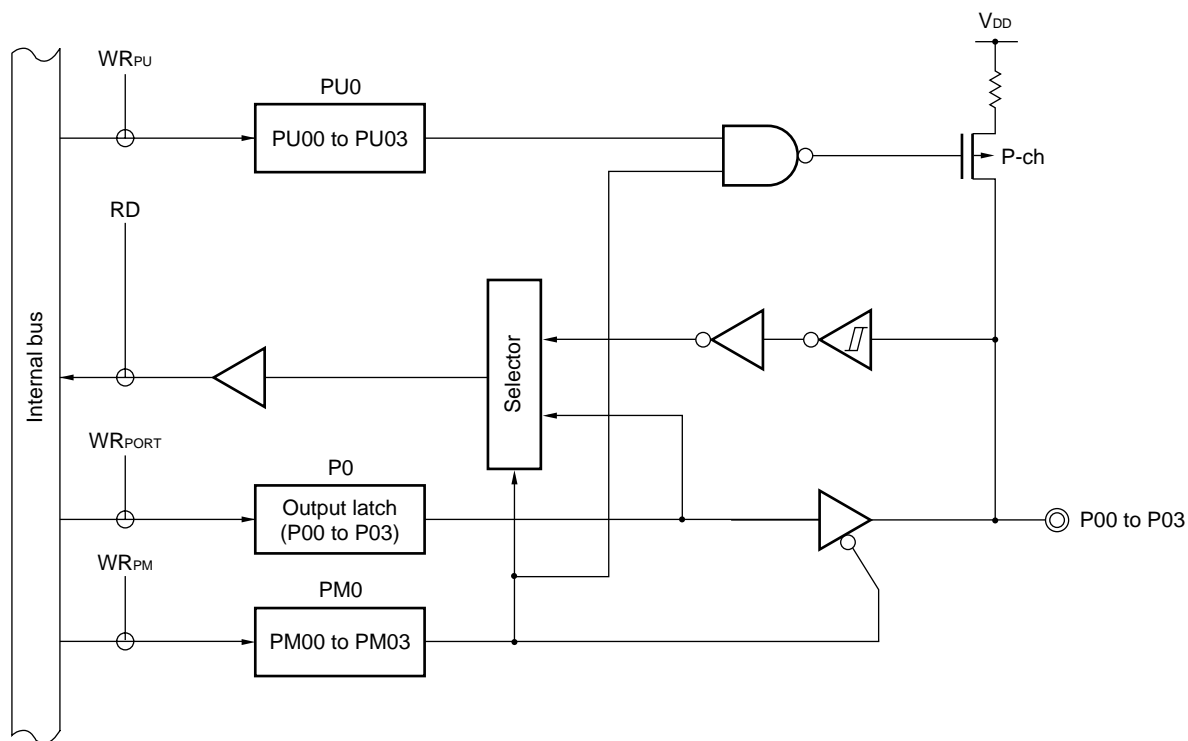 VDD
WRPU
PU0
PU00 to PU03
P-ch
RD
Internal bus
Selector
WRPORT
P0
Output latch
(P00 to P03)
P00 to P03
WRPM
PM0
PM00 to PM03